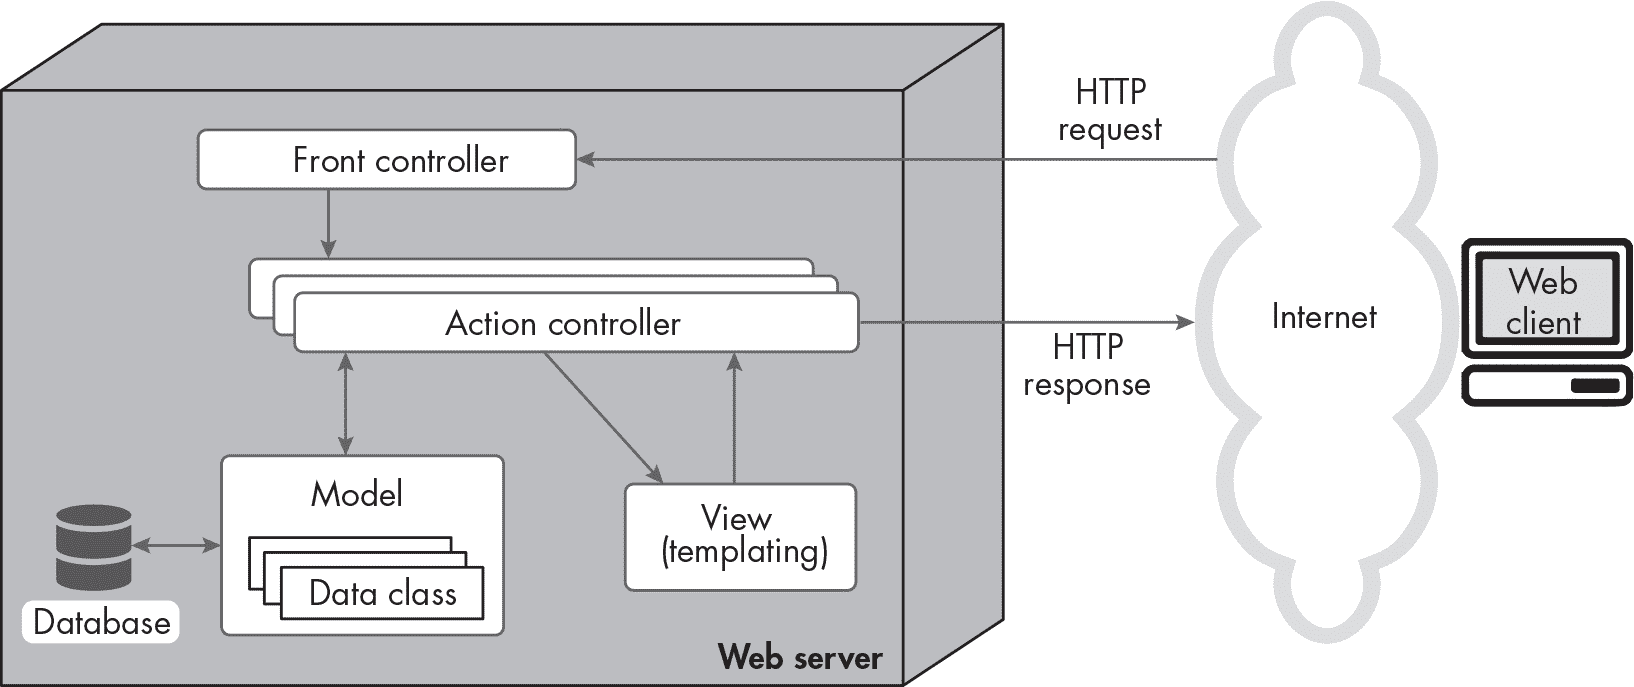 HTTP
request
Front controller
Action controller
HTTP
response
Internet
Web
client
Model
Data class
View
(templating)
Database
Web server